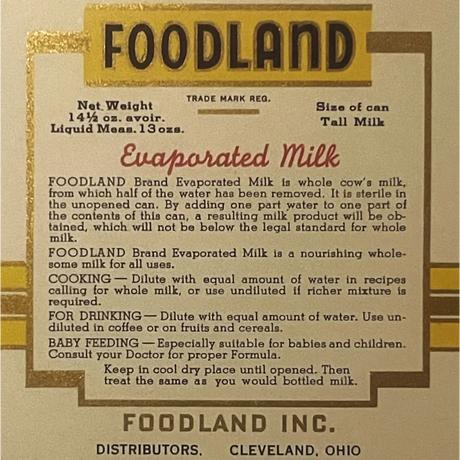 FOODLAND
TRADE MARK REG.
Net Weight
14½ oz. avoir.
Liquid Meas. 13 ozs.
Size of can
Tall Milk
Evaporated Milk
FOODLAND Brand Evaporated Milk is whole cow's milk,
from which half of the water has been removed. It is sterile in
the unopened can. By adding one part water to one part of
the contents of this can, a resulting milk product will be ob-
tained, which will not be below the legal standard for whole
milk.
FOODLAND Brand Evaporated Milk is a nourishing whole-
some milk for all uses.
COOKING — Dilute with equal amount of water in recipes
calling for whole milk, or use undiluted if richer mixture is
required.
FOR DRINKING — Dilute with equal amount of water. Use un-
diluted in coffee or on fruits and cereals.
BABY FEEDING — Especially suitable for babies and children.
Consult your Doctor for proper Formula.
Keep in cool dry place until opened. Then
treat the same as you would bottled milk.
FOODLAND INC.
DISTRIBUTORS, CLEVELAND, OHIO